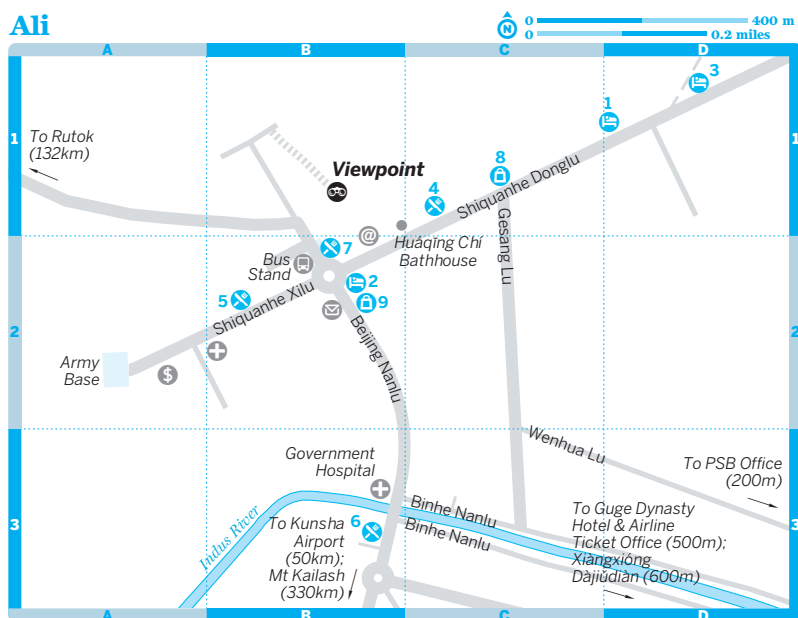 Ali
N
0
400 m
0
0.2 miles
A
B
C
D
1
1
2
2
3
3
A
B
C
D
To Rutok
(132km)
Viewpoint
3
1
8
4
Shiquanhe Donglu
@
Huáqīng Chí
Bathhouse
Gesang Lu
7
Bus
Stand
2
9
5
Shiquanhe Xilu
Beijing Nanlu
Army
Base
$
Wenhua Lu
Government
Hospital
To PSB Office
(200m)
Indus River
Binhe Nanlu
Binhe Nanlu
6
To Kunsha
Airport
(50km);
Mt Kailash
(330km)
To Guge Dynasty
Hotel & Airline
Ticket Office (500m);
Xiàngxióng
Dàjiǔdiàn (600m)